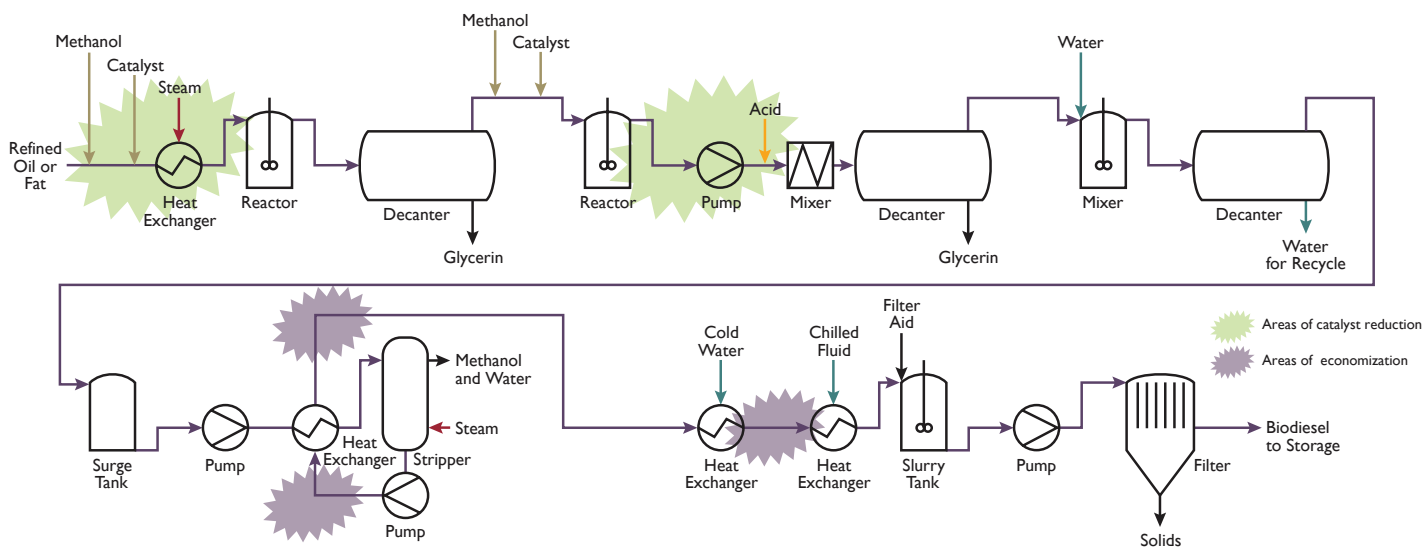 Methanol
Catalyst
Steam
Refined
Oil or
Fat
Heat
Exchanger
Reactor
Decanter
Glycerin
Methanol
Catalyst
Reactor
Acid
Pump
Mixer
Decanter
Glycerin
Water
Mixer
Decanter
Water
for Recycle
Surge
Tank
Pump
Heat
Exchanger
Methanol
and Water
Steam
Stripper
Pump
Cold
Water
Heat
Exchanger
Chilled
Fluid
Heat
Exchanger
Filter
Aid
Slurry
Tank
Pump
Filter
Solids
Biodiesel
to Storage
Areas of catalyst reduction
Areas of economization